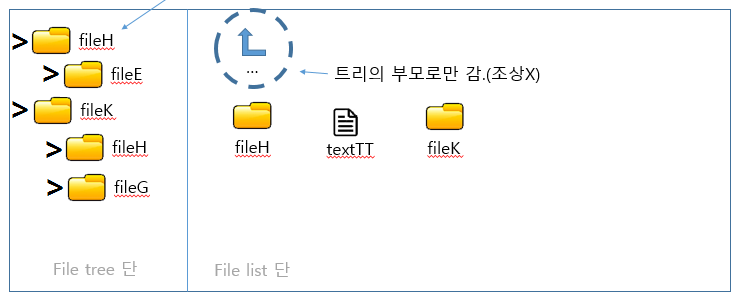 > fileH
> fileE
> fileK
> fileH
> fileG
File tree 단
...
트리의 부모로만 감.(조상X)
fileH
textTT
fileK
File list 단